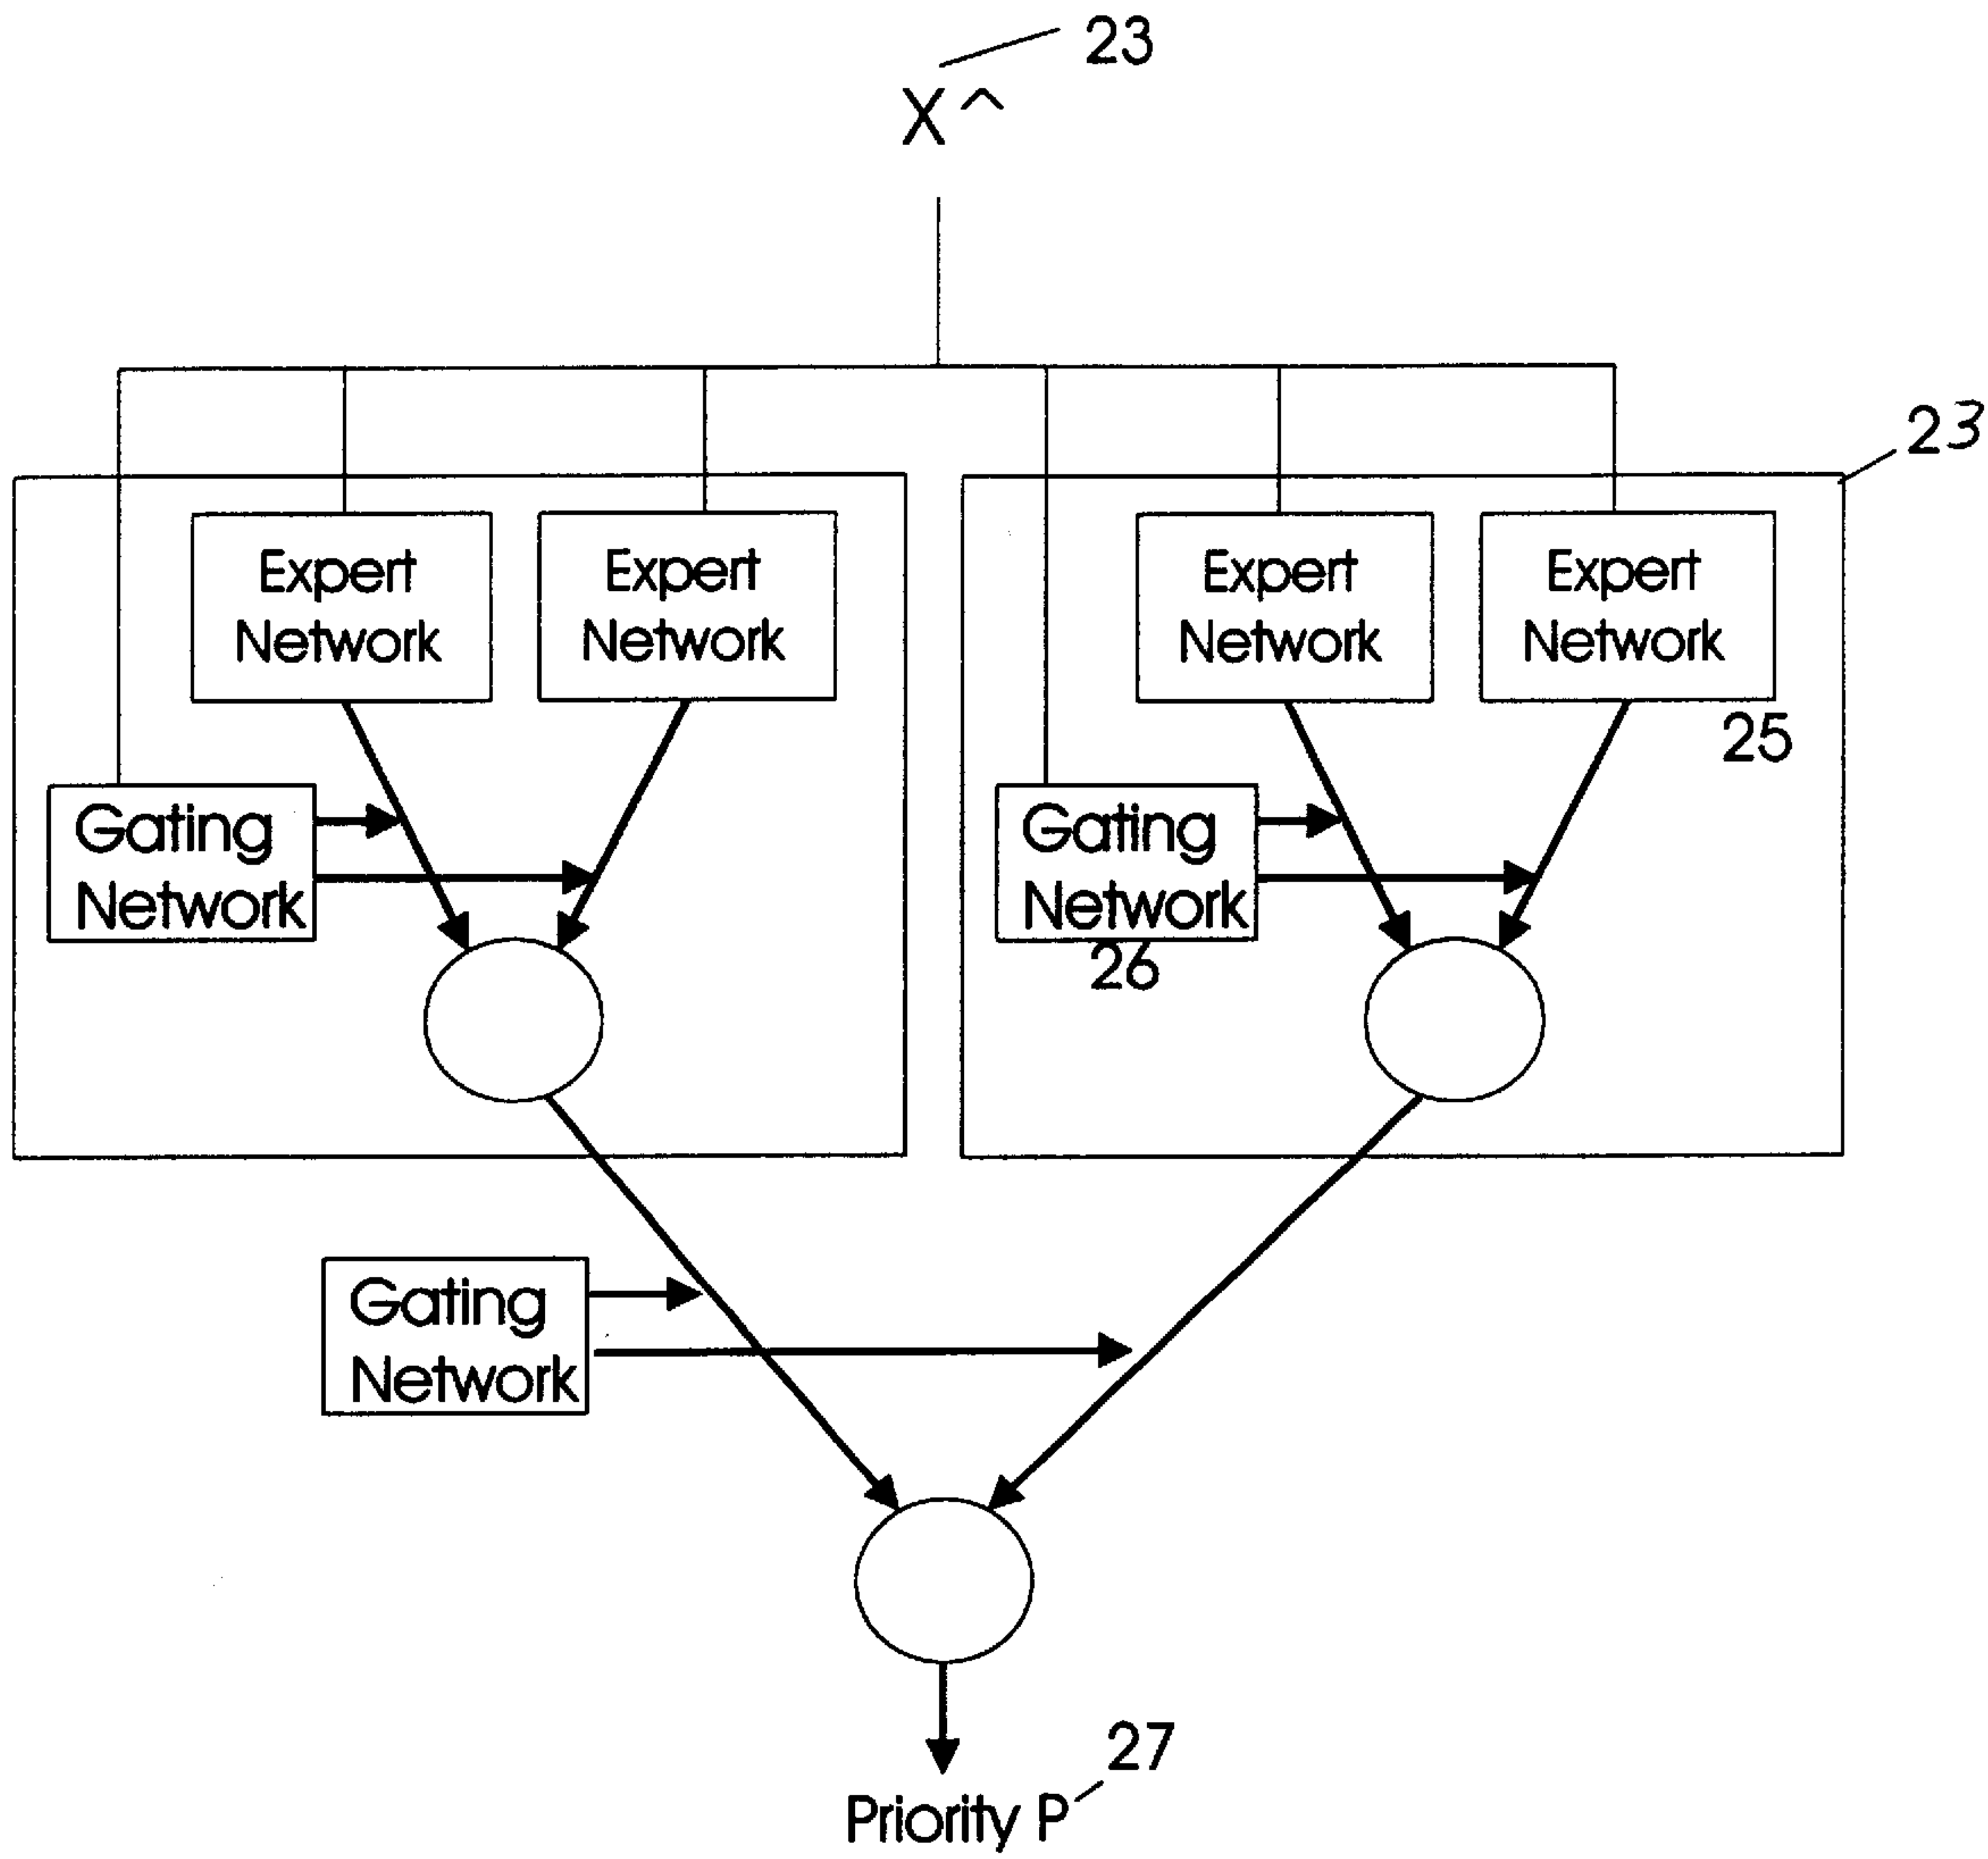 23
X^
23
Expert
Network
Expert
Network
Expert
Network
Expert
Network
25
Gating
Network
Gating
Network
26
Gating
Network
27
Priority P